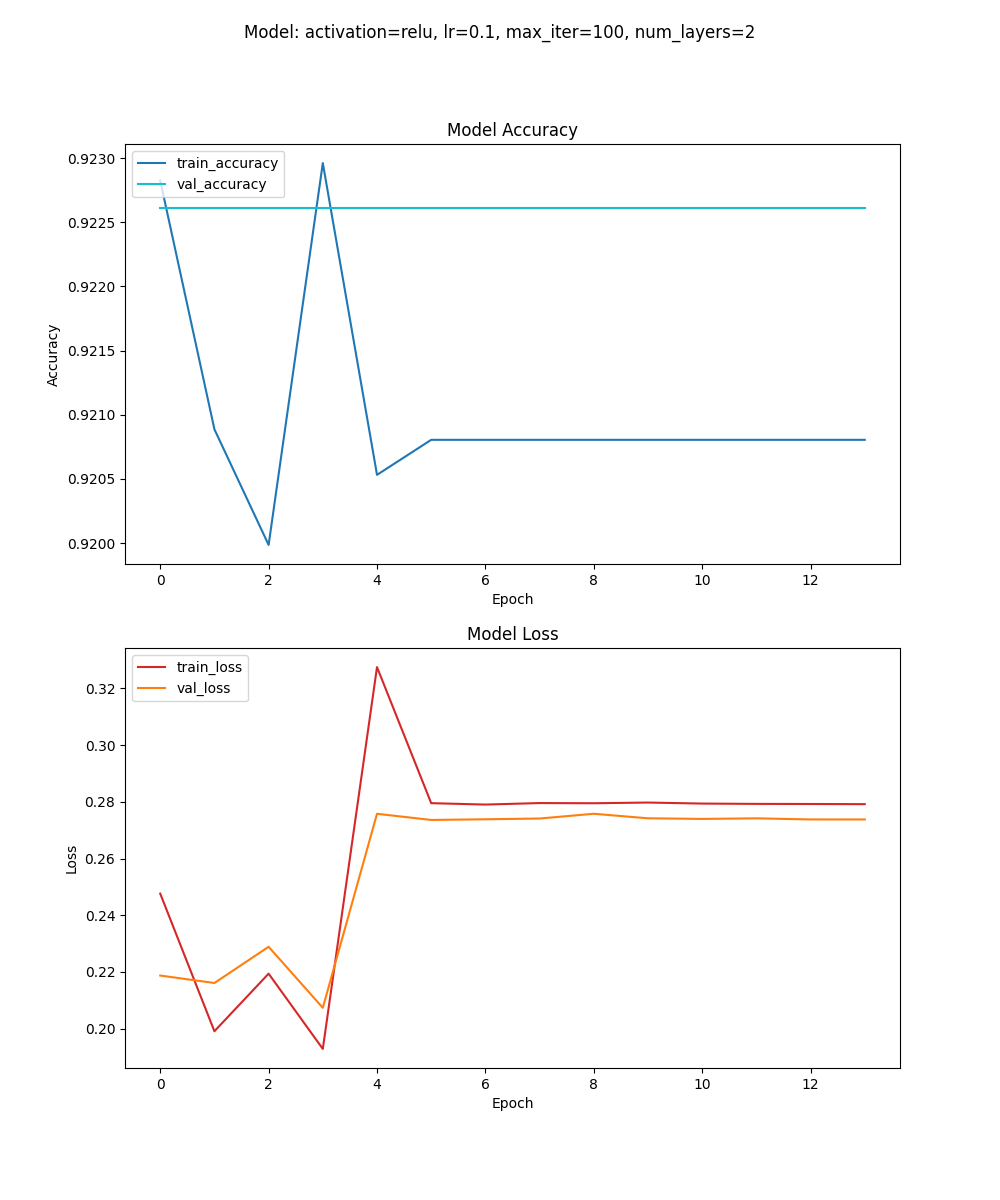 Model: activation=relu, lr=0.1, max_iter=100, num_layers=2
Model Accuracy
train_accuracy
val_accuracy
0.9230
0.9225
0.9220
0.9215
0.9210
0.9205
0.9200
Accuracy
0 2 4 6 8 10 12
Epoch
Model Loss
train_loss
val_loss
0.32
0.30
0.28
0.26
0.24
0.22
0.20
Loss
0 2 4 6 8 10 12
Epoch